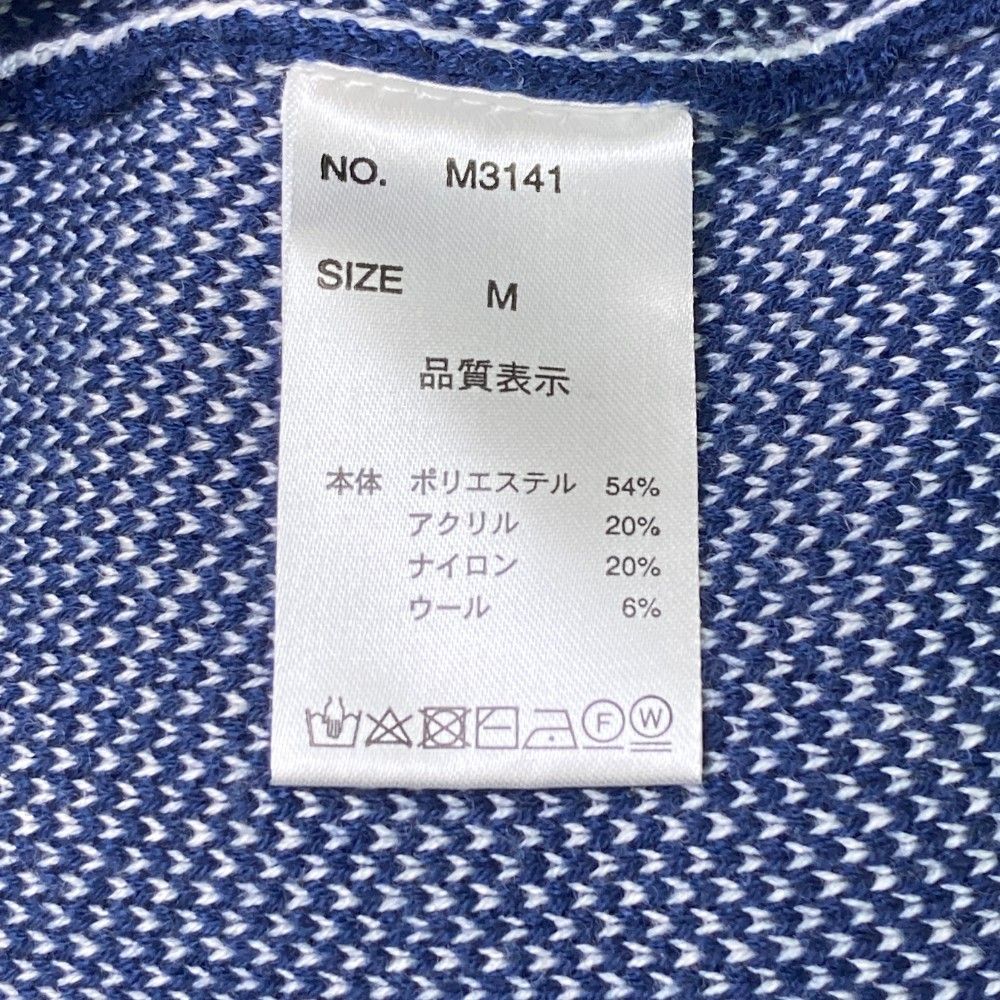 NO. M3141
SIZE M
品質表示
本体 ポリエステル 54%
アクリル 20%
ナイロン 20%
ウール 6%
F W